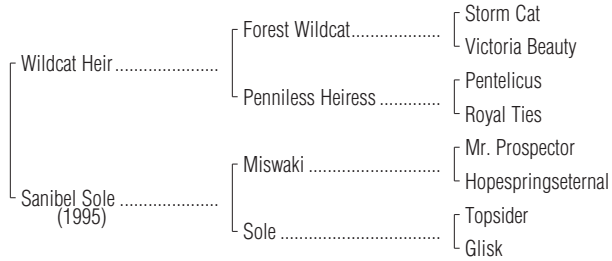 Storm Cat
Forest Wildcat....................
Victoria Beauty
Wildcat Heir.......................
Pentelicus
Penniless Heiress...............
Royal Ties
Mr. Prospector
Miswaki..............................
Hopespringseternal
Sanibel Sole......................
(1995)
Topsider
Sole....................................
Glisk